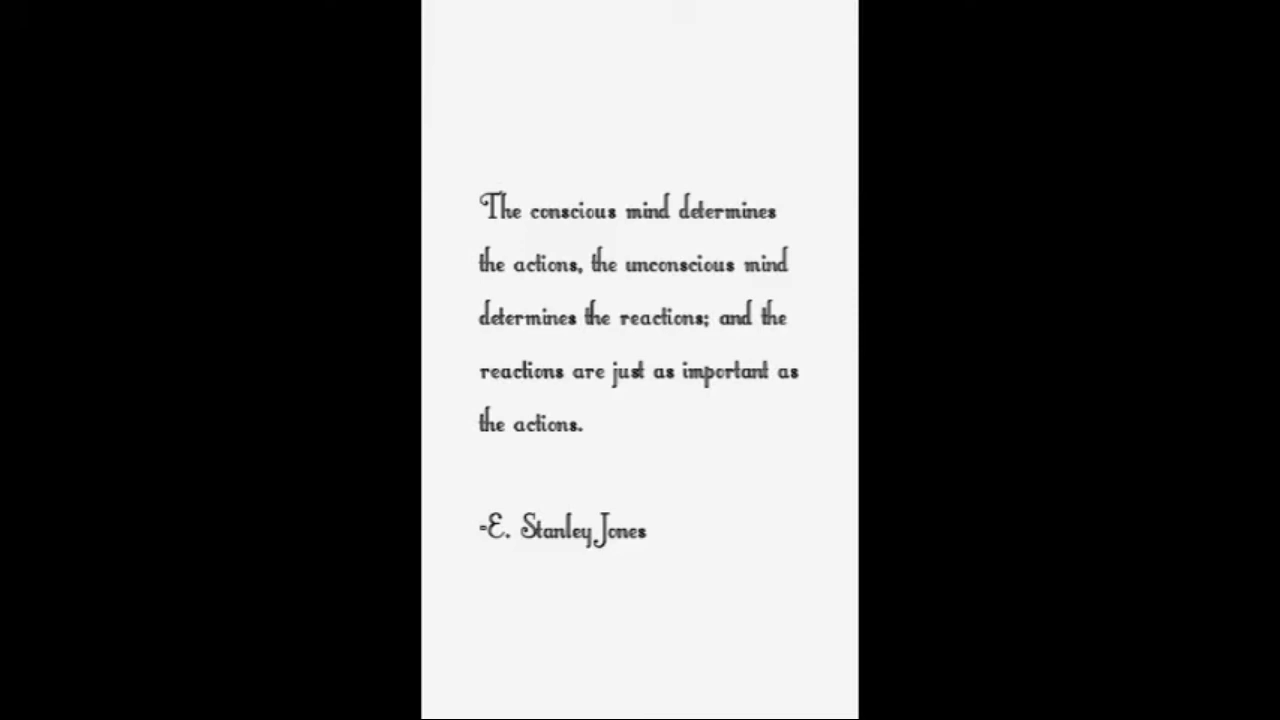 The conscious mind determines
the actions, the unconscious mind
determines the reactions; and the
reactions are just as important as
the actions.
-E. Stanley Jones